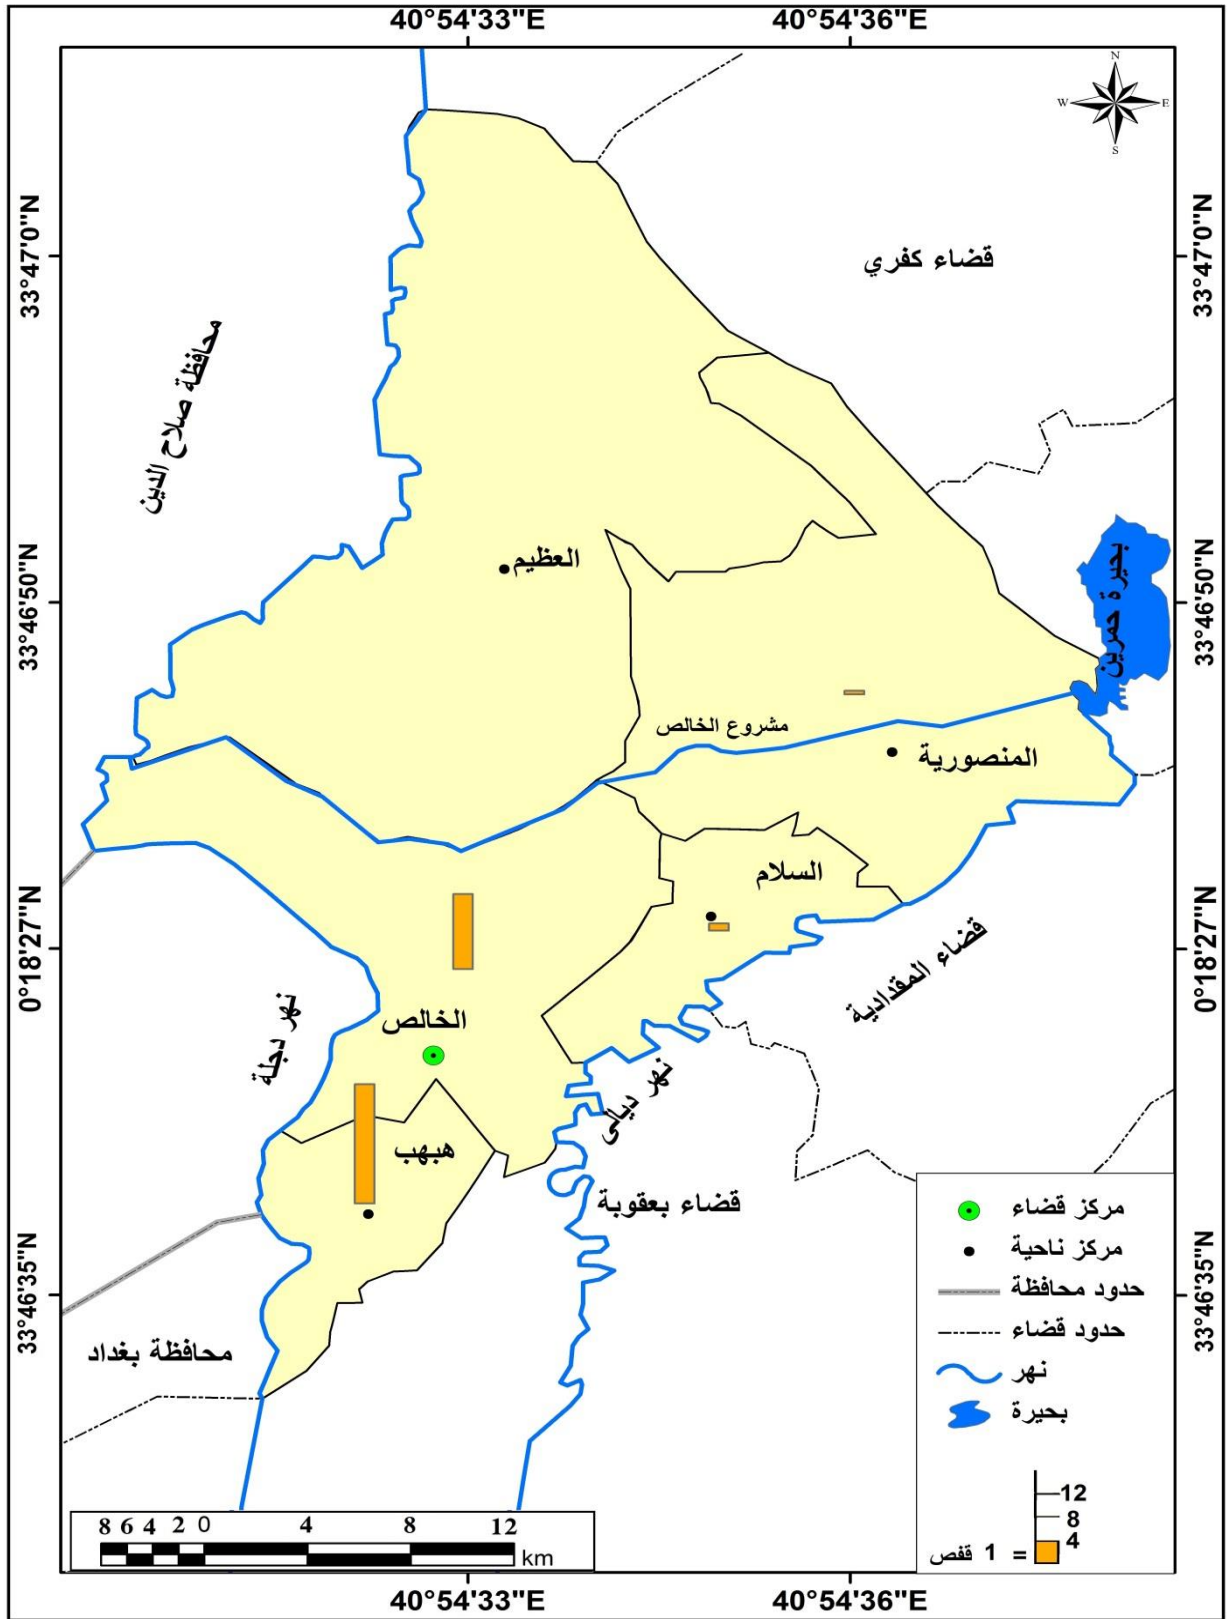 40°54'33"E
40°54'36"E
N
W
E
S
33°47'0"N
33°47'0"N
قضاء كفري
محافظة صلاح الدين
العظيم
33°46'50"N
33°46'50"N
بحيرة حمرين
مشروع الخالص
المنصورية
السلام
0°18'27"N
0°18'27"N
قضاء المقدادية
نهر دجلة
الخالص
نهر ديالى
هبهب
قضاء بعقوبة
33°46'35"N
33°46'35"N
محافظة بغداد
مركز قضاء
مركز ناحية
حدود محافظة
حدود قضاء
نهر
بحيرة
12
8
4
1 قفص =
8 6 4 2 0 4 8 12
km
40°54'33"E
40°54'36"E